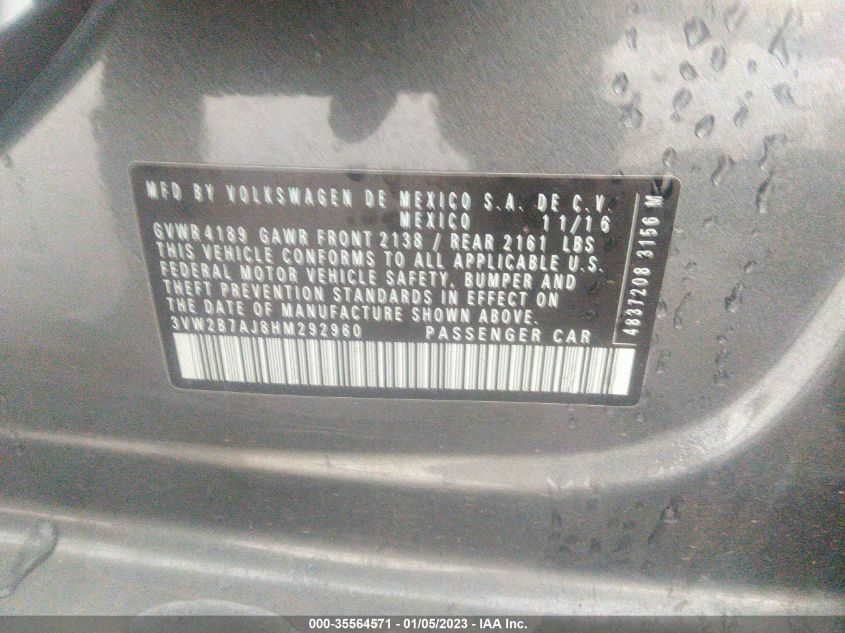 MFD BY VOLKSWAGEN DE MEXICO S.A. DE C.V
MEXICO 11/16
GVWR 4189 GAWR FRONT 2138 / REAR 2161 LBS
THIS VEHICLE CONFORMS TO ALL APPLICABLE U.S.
FEDERAL MOTOR VEHICLE SAFETY, BUMPER AND
THEFT PREVENTION STANDARDS IN EFFECT ON
THE DATE OF MANUFACTURE SHOWN ABOVE.
3VW2B7AJ8HM292960 PASSENGER CAR
4837208 3156 M
000-35564571 - 01/05/2023 - IAA Inc.